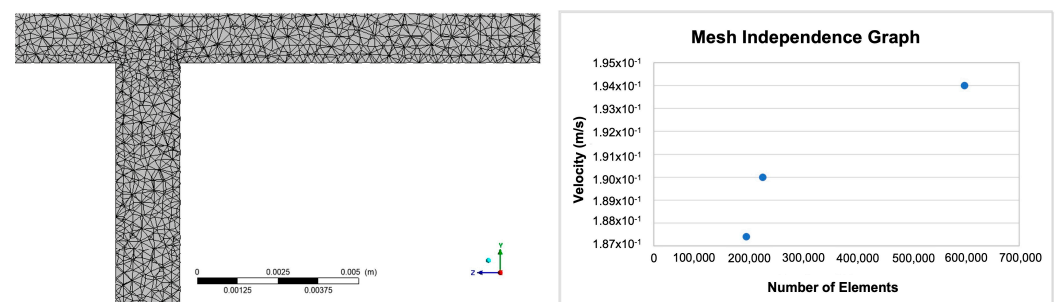 0 0.0025 0.005 (m)
0.00125 0.00375
Y
Z
Mesh Independence Graph
Velocity (m/s)
1.95x10⁻¹
1.94x10⁻¹
1.93x10⁻¹
1.92x10⁻¹
1.91x10⁻¹
1.90x10⁻¹
1.89x10⁻¹
1.88x10⁻¹
1.87x10⁻¹
0 100,000 200,000 300,000 400,000 500,000 600,000 700,000
Number of Elements